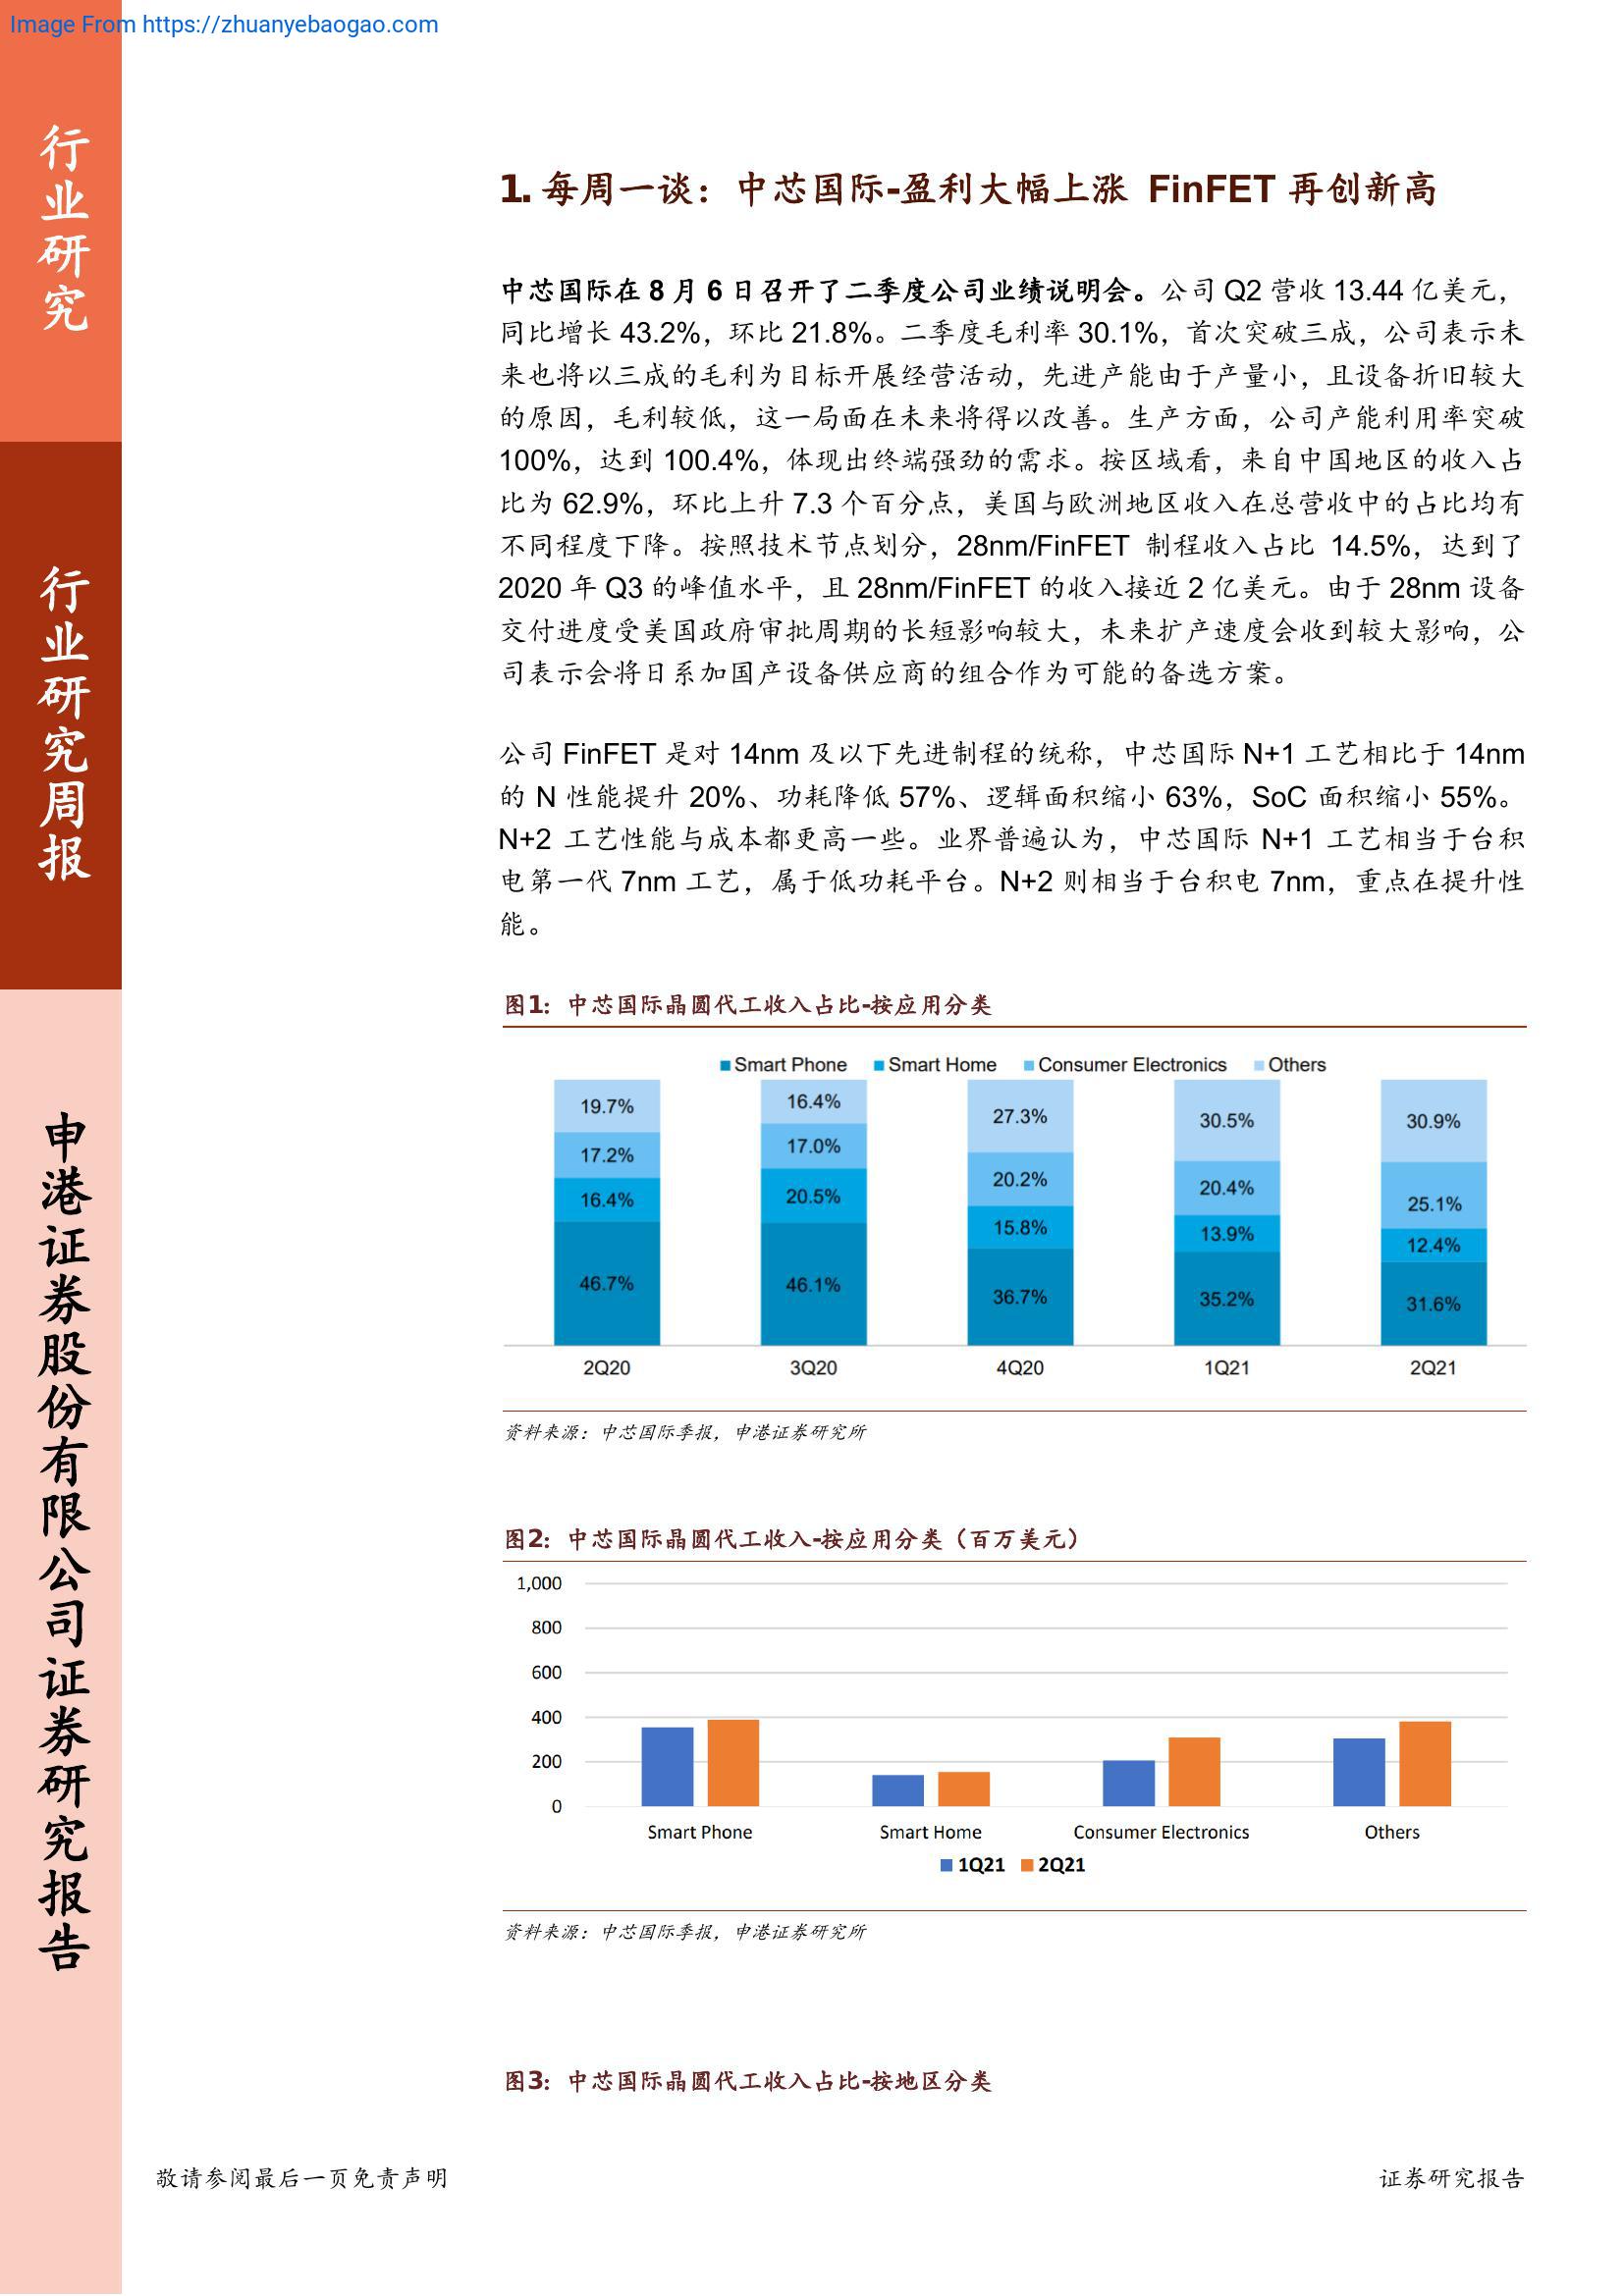 Image From https://zhuanyebaogao.com
行业研究
行业研究周报
申港证券股份有限公司证券研究报告
1. 每周一谈：中芯国际-盈利大幅上涨 FinFET 再创新高
中芯国际在 8 月 6 日召开了二季度公司业绩说明会。公司 Q2 营收 13.44 亿美元，
同比增长 43.2%，环比 21.8%。二季度毛利率 30.1%，首次突破三成，公司表示未
来也将以三成的毛利为目标开展经营活动，先进产能由于产量小，且设备折旧较大
的原因，毛利较低，这一局面在未来将得以改善。生产方面，公司产能利用率突破
100%，达到 100.4%，体现出终端强劲的需求。按区域看，来自中国地区的收入占
比为 62.9%，环比上升 7.3 个百分点，美国与欧洲地区收入在总营收中的占比均有
不同程度下降。按照技术节点划分，28nm/FinFET 制程收入占比 14.5%，达到了
2020 年 Q3 的峰值水平，且 28nm/FinFET 的收入接近 2 亿美元。由于 28nm 设备
交付进度受美国政府审批周期的长短影响较大，未来扩产速度会收到较大影响，公
司表示会将日系加国产设备供应商的组合作为可能的备选方案。
公司 FinFET 是对 14nm 及以下先进制程的统称，中芯国际 N+1 工艺相比于 14nm
的 N 性能提升 20%、功耗降低 57%、逻辑面积缩小 63%，SoC 面积缩小 55%。
N+2 工艺性能与成本都更高一些。业界普遍认为，中芯国际 N+1 工艺相当于台积
电第一代 7nm 工艺，属于低功耗平台。N+2 则相当于台积电 7nm，重点在提升性
能。
图1：中芯国际晶圆代工收入占比-按应用分类
Smart Phone Smart Home Consumer Electronics Others
19.7% 16.4% 27.3% 30.5% 30.9%
17.2% 17.0% 20.2% 20.4% 25.1%
16.4% 20.5% 15.8% 13.9% 12.4%
46.7% 46.1% 36.7% 35.2% 31.6%
2Q20 3Q20 4Q20 1Q21 2Q21
资料来源：中芯国际季报，申港证券研究所
图2：中芯国际晶圆代工收入-按应用分类（百万美元）
1,000
800
600
400
200
0
Smart Phone Smart Home Consumer Electronics Others
1Q21 2Q21
资料来源：中芯国际季报，申港证券研究所
图3：中芯国际晶圆代工收入占比-按地区分类
敬请参阅最后一页免责声明
证券研究报告